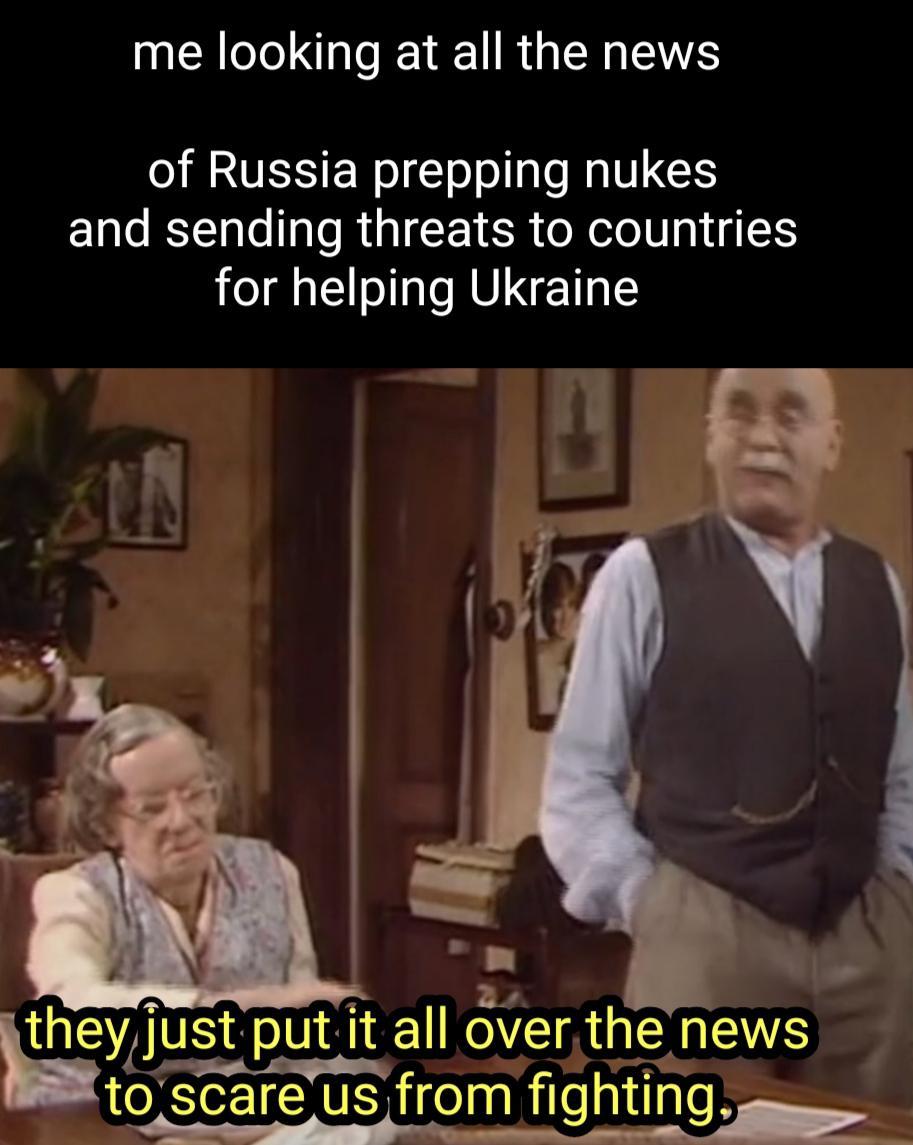 me looking at all the news
of Russia prepping nukes
and sending threats to countries
for helping Ukraine
they just put it all over the news
to scare us from fighting.